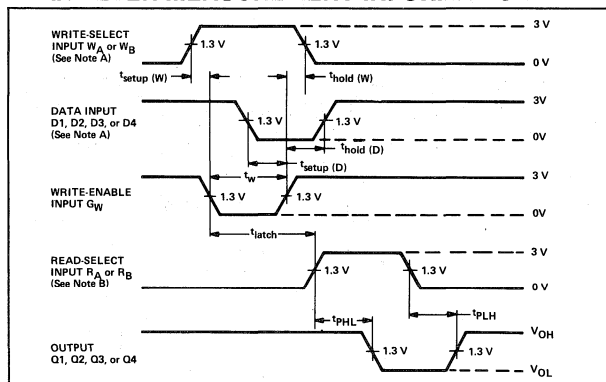 WRITE-SELECT
INPUT WA or WB
(See Note A)
3 V
1.3 V
1.3 V
0 V
tsetup (W)
thold (W)
DATA INPUT
D1, D2, D3, or D4
(See Note A)
3V
1.3 V
1.3 V
0V
thold (D)
tsetup (D)
tw
WRITE-ENABLE
INPUT GW
3 V
1.3 V
1.3 V
0V
tlatch
READ-SELECT
INPUT RA or RB
(See Note B)
3 V
1.3 V
1.3 V
0 V
tPHL
tPLH
OUTPUT
Q1, Q2, Q3, or Q4
VOH
1.3 V
1.3 V
VOL